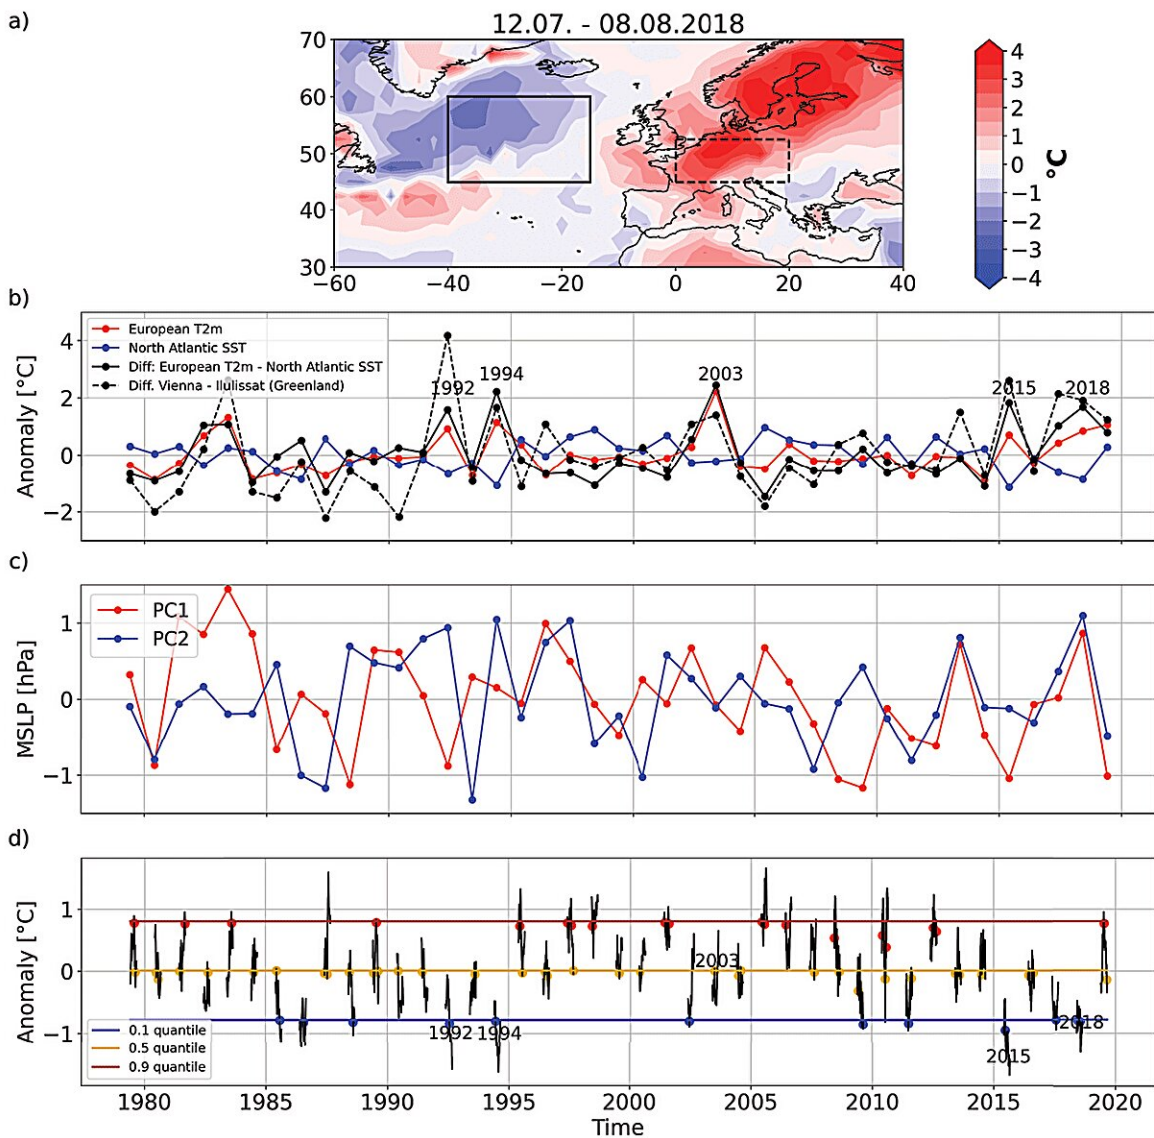 a)
12.07. - 08.08.2018
70
60
50
40
30
−60 −40 −20 0 20 40
4
3
2
1
0
−1
−2
−3
−4
°C
b)
European T2m
North Atlantic SST
Diff: European T2m - North Atlantic SST
Diff. Vienna - Ilulissat (Greenland)
1992
1994
2003
2015
2018
Anomaly [°C]
4
2
0
−2
c)
PC1
PC2
MSLP [hPa]
1
0
−1
d)
Anomaly [°C]
1
0
−1
0.1 quantile
0.5 quantile
0.9 quantile
1992
1994
2003
2015
2018
1980 1985 1990 1995 2000 2005 2010 2015 2020
Time